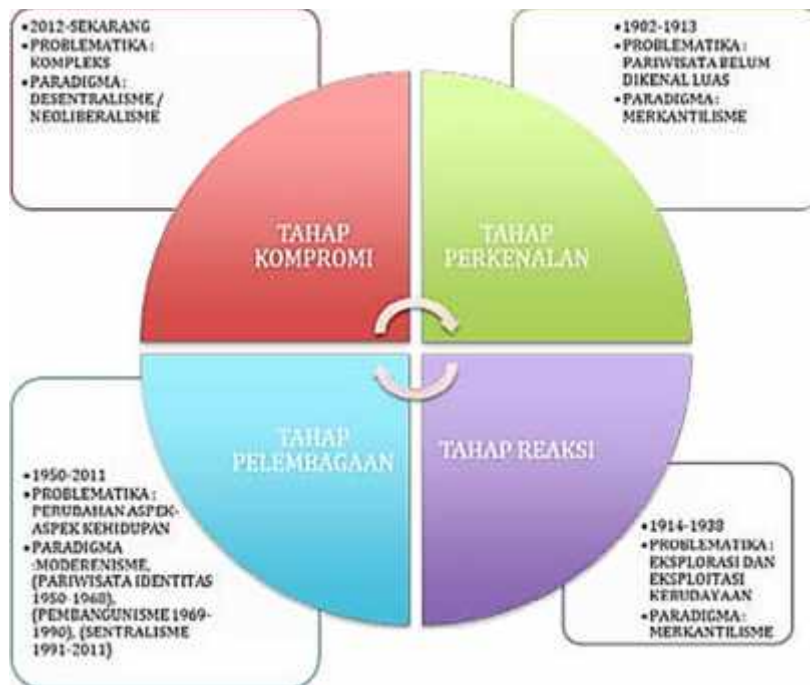 •2012-SEKARANG
•PROBLEMATIKA :
KOMPLEKS
•PARADIGMA:
DESENTRALISME /
NEOLIBERALISME
•1902-1913
•PROBLEMATIKA :
PARIWISATA BELUM
DIKENAL LUAS
•PARADIGMA:
MERKANTILISME
TAHAP
KOMPROMI
TAHAP
PERKENALAN
TAHAP
PELEMBAGAAN
TAHAP REAKSI
•1950-2011
•PROBLEMATIKA :
PERUBAHAN ASPEK-
ASPEK KEHIDUPAN
•PARADIGMA
:MODERENISME,
(PARIWISATA IDENTITAS
1950-1968),
(PEMBANGUNISME 1969-
1990), (SENTRALISME
1991-2011)
•1914-1938
•PROBLEMATIKA :
EKSPLORASI DAN
EKSPLOITASI
KEBUDAYAAN
•PARADIGMA:
MERKANTILISME